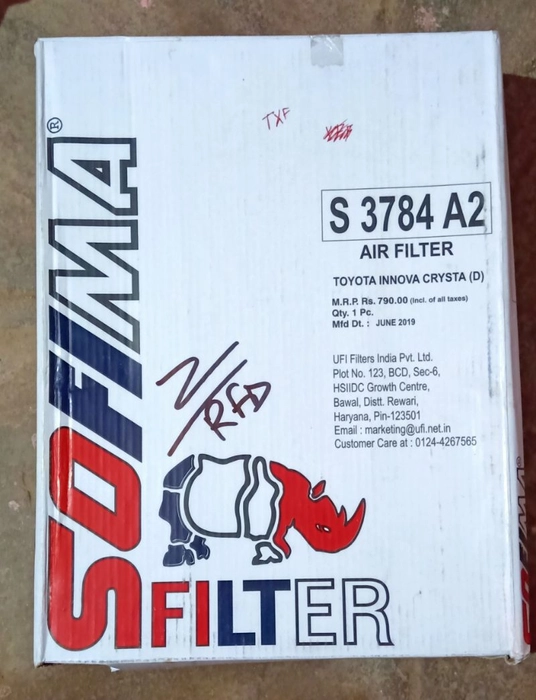 SOFIMA®
TXF
S 3784 A2
AIR FILTER
TOYOTA INNOVA CRYSTA (D)
M.R.P. Rs. 790.00 (Incl. of all taxes)
Qty. 1 Pc.
Mfd Dt. : JUNE 2019
UFI Filters India Pvt. Ltd.
Plot No. 123, BCD, Sec-6,
HSIIDC Growth Centre,
Bawal, Distt. Rewari,
Haryana, Pin-123501
Email : marketing@ufi.net.in
Customer Care at : 0124-4267565
FILTER